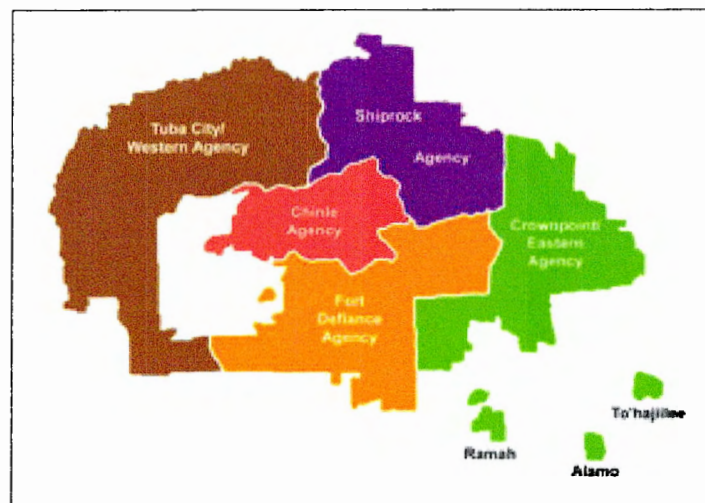 Tuba City/
Western Agency
Shiprock
Agency
Chinle
Agency
Crownpoint/
Eastern
Agency
Fort
Defiance
Agency
To'hajiilee
Ramah
Alamo